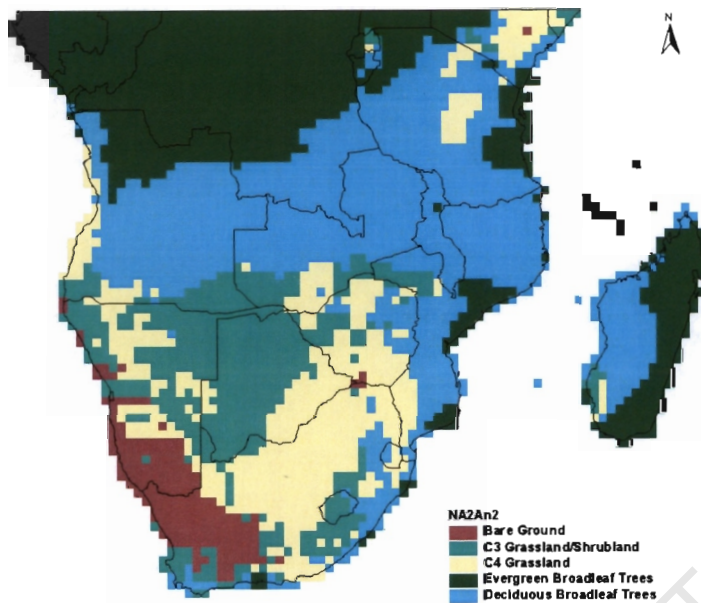 N
NA2An2
Bare Ground
C3 Grassland/Shrubland
C4 Grassland
Evergreen Broadleaf Trees
Deciduous Broadleaf Trees